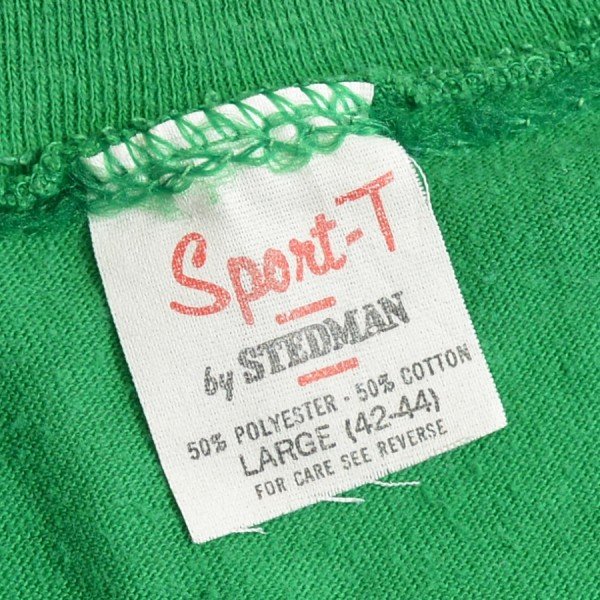 Sport-T
by STEDMAN
50% POLYESTER - 50% COTTON
LARGE (42-44)
FOR CARE SEE REVERSE